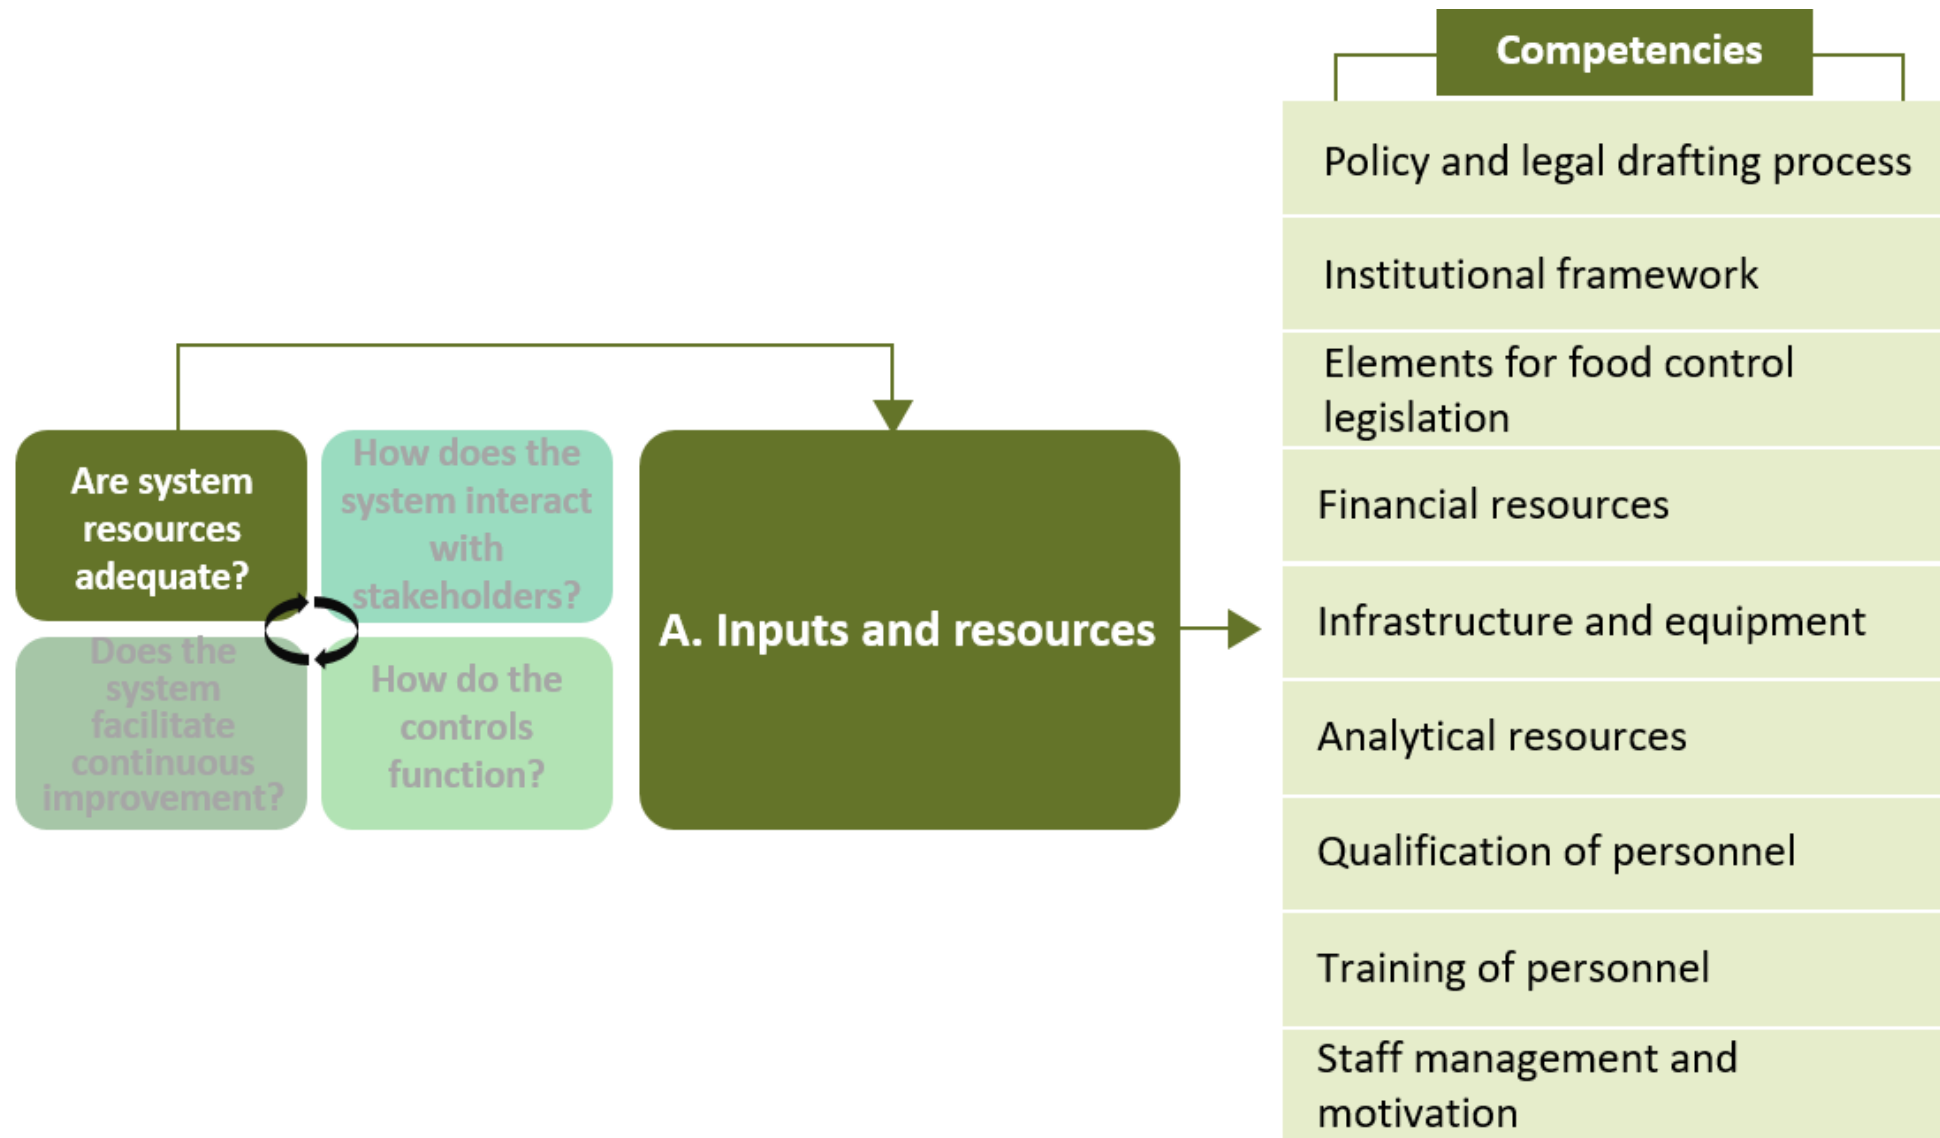 Competencies
Are system
resources
adequate?
How does the
system interact
with
stakeholders?
Does the
system
facilitate
continuous
improvement?
How do the
controls
function?
A. Inputs and resources
Policy and legal drafting process
Institutional framework
Elements for food control
legislation
Financial resources
Infrastructure and equipment
Analytical resources
Qualification of personnel
Training of personnel
Staff management and
motivation